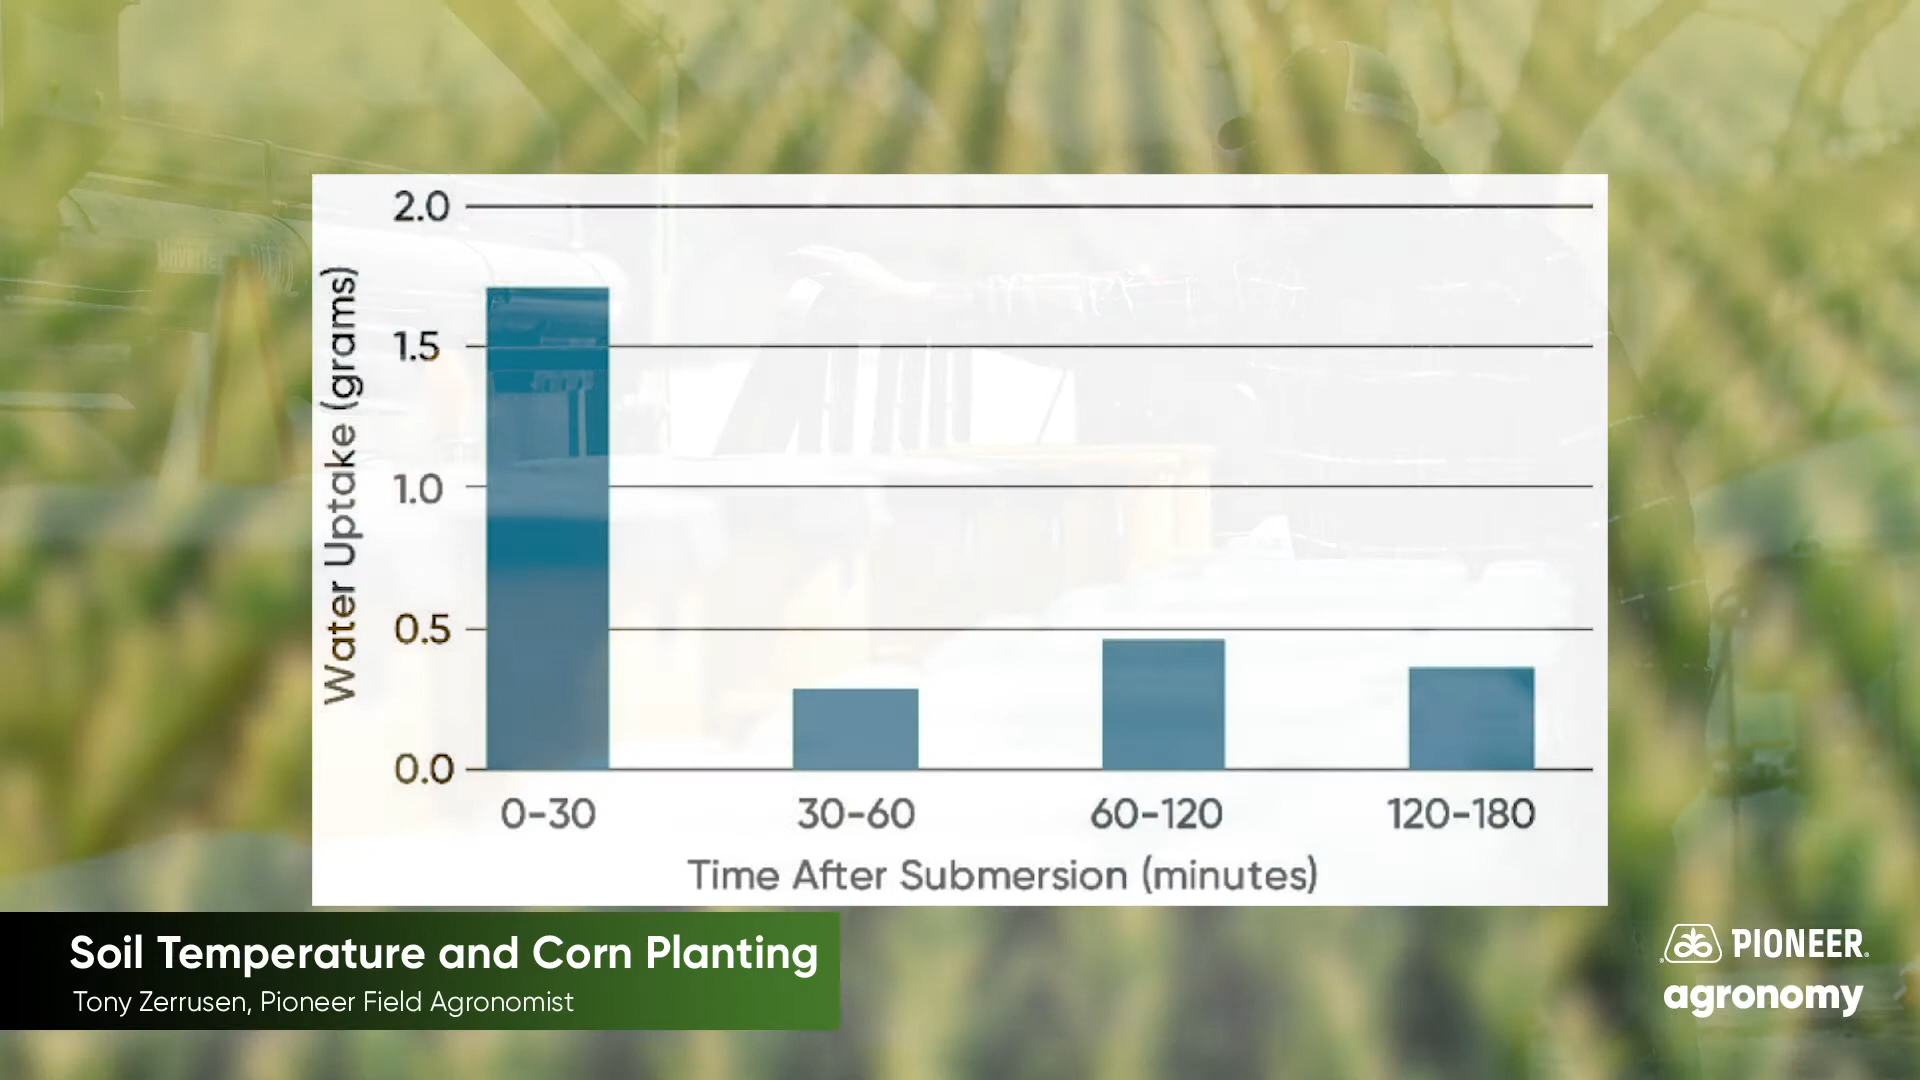 2.0
1.5
1.0
0.5
0.0
Water Uptake (grams)
0-30 30-60 60-120 120-180
Time After Submersion (minutes)
Soil Temperature and Corn Planting
Tony Zerrusen, Pioneer Field Agronomist
PIONEER
agronomy